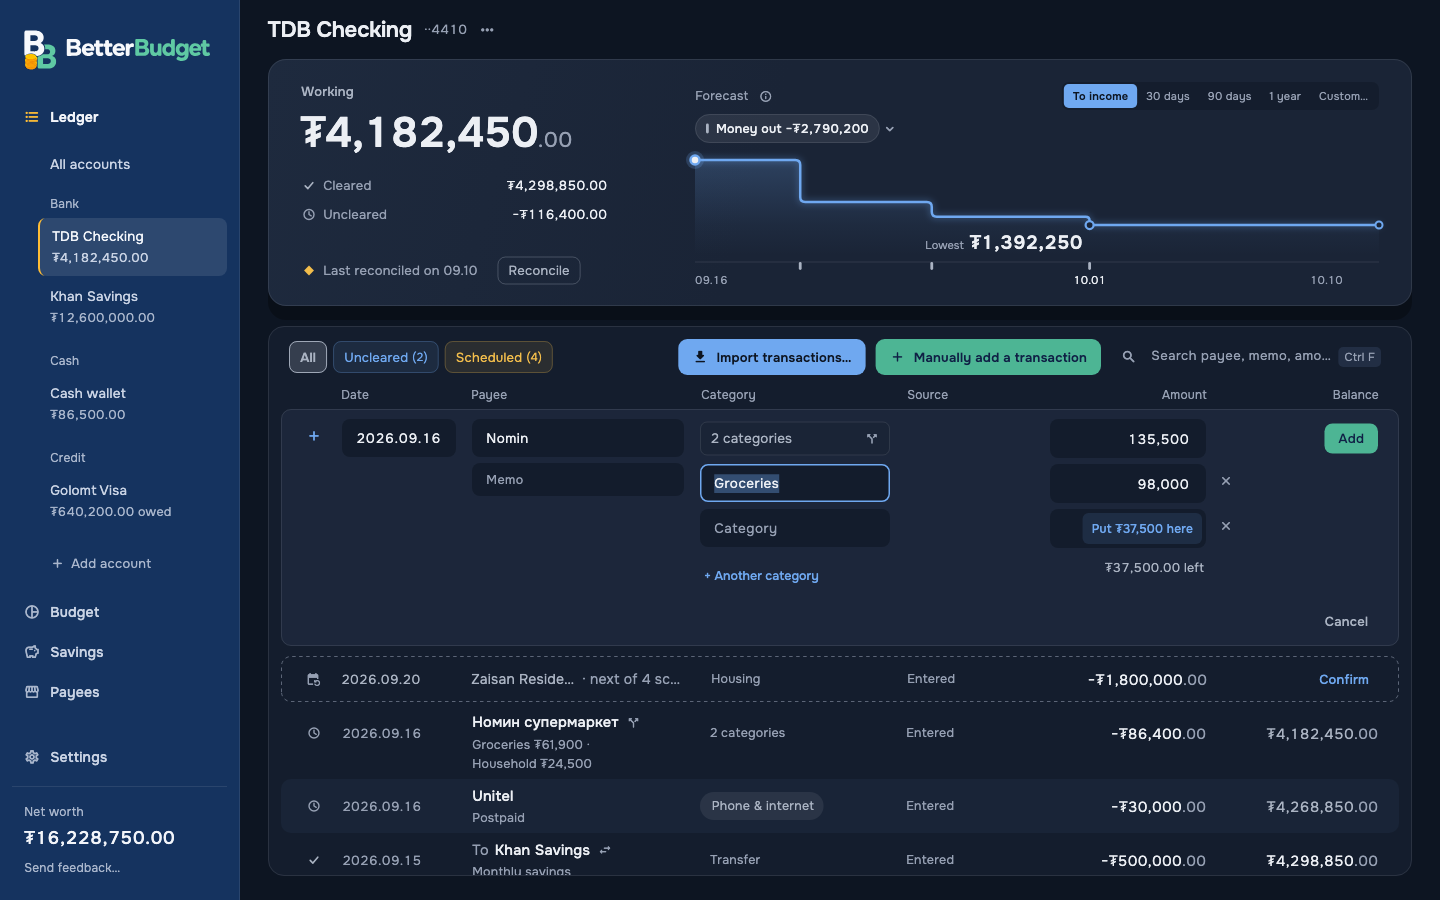 BetterBudget
Ledger
All accounts
Bank
TDB Checking
₮4,182,450.00
Khan Savings
₮12,600,000.00
Cash
Cash wallet
₮86,500.00
Credit
Golomt Visa
₮640,200.00 owed
+ Add account
Budget
Savings
Payees
Settings
Net worth
₮16,228,750.00
Send feedback...
TDB Checking ··4410 •••
Working
₮4,182,450.00
Cleared ₮4,298,850.00
Uncleared -₮116,400.00
Last reconciled on 09.10 Reconcile
Forecast To income 30 days 90 days 1 year Custom...
Money out -₮2,790,200
Lowest ₮1,392,250
09.16 10.01 10.10
All Uncleared (2) Scheduled (4) Import transactions... + Manually add a transaction Search payee, memo, amo... Ctrl F
Date Payee Category Source Amount Balance
+ 2026.09.16 Nomin 2 categories 135,500 Add
Memo Groceries 98,000 ×
Category Put ₮37,500 here ×
+ Another category ₮37,500.00 left
Cancel
2026.09.20 Zaisan Reside... · next of 4 sc... Housing Entered -₮1,800,000.00 Confirm
2026.09.16 Номин супермаркет 2 categories Entered -₮86,400.00 ₮4,182,450.00
Groceries ₮61,900 ·
Household ₮24,500
2026.09.16 Unitel Phone & internet Entered -₮30,000.00 ₮4,268,850.00
Postpaid
2026.09.15 To Khan Savings Transfer Entered -₮500,000.00 ₮4,298,850.00
Monthly savings